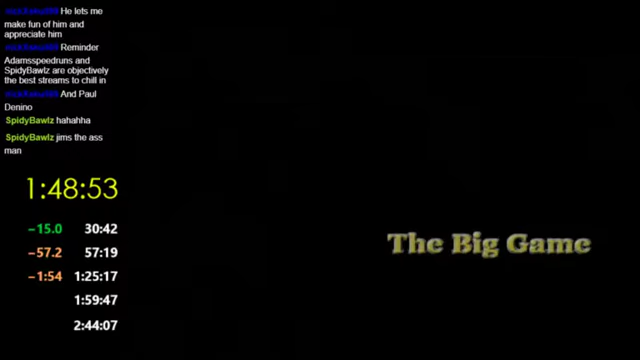 He lets me
make fun of him and
appreciate him
Reminder
Adamsspeedruns and
SpidyBawlz are objectively
the best streams to chill in
And Paul
Denino
SpidyBawlz hahahha
SpidyBawlz jims the ass
man
1:48:53
-15.0 30:42
-57.2 57:19
-1:54 1:25:17
1:59:47
2:44:07
The Big Game